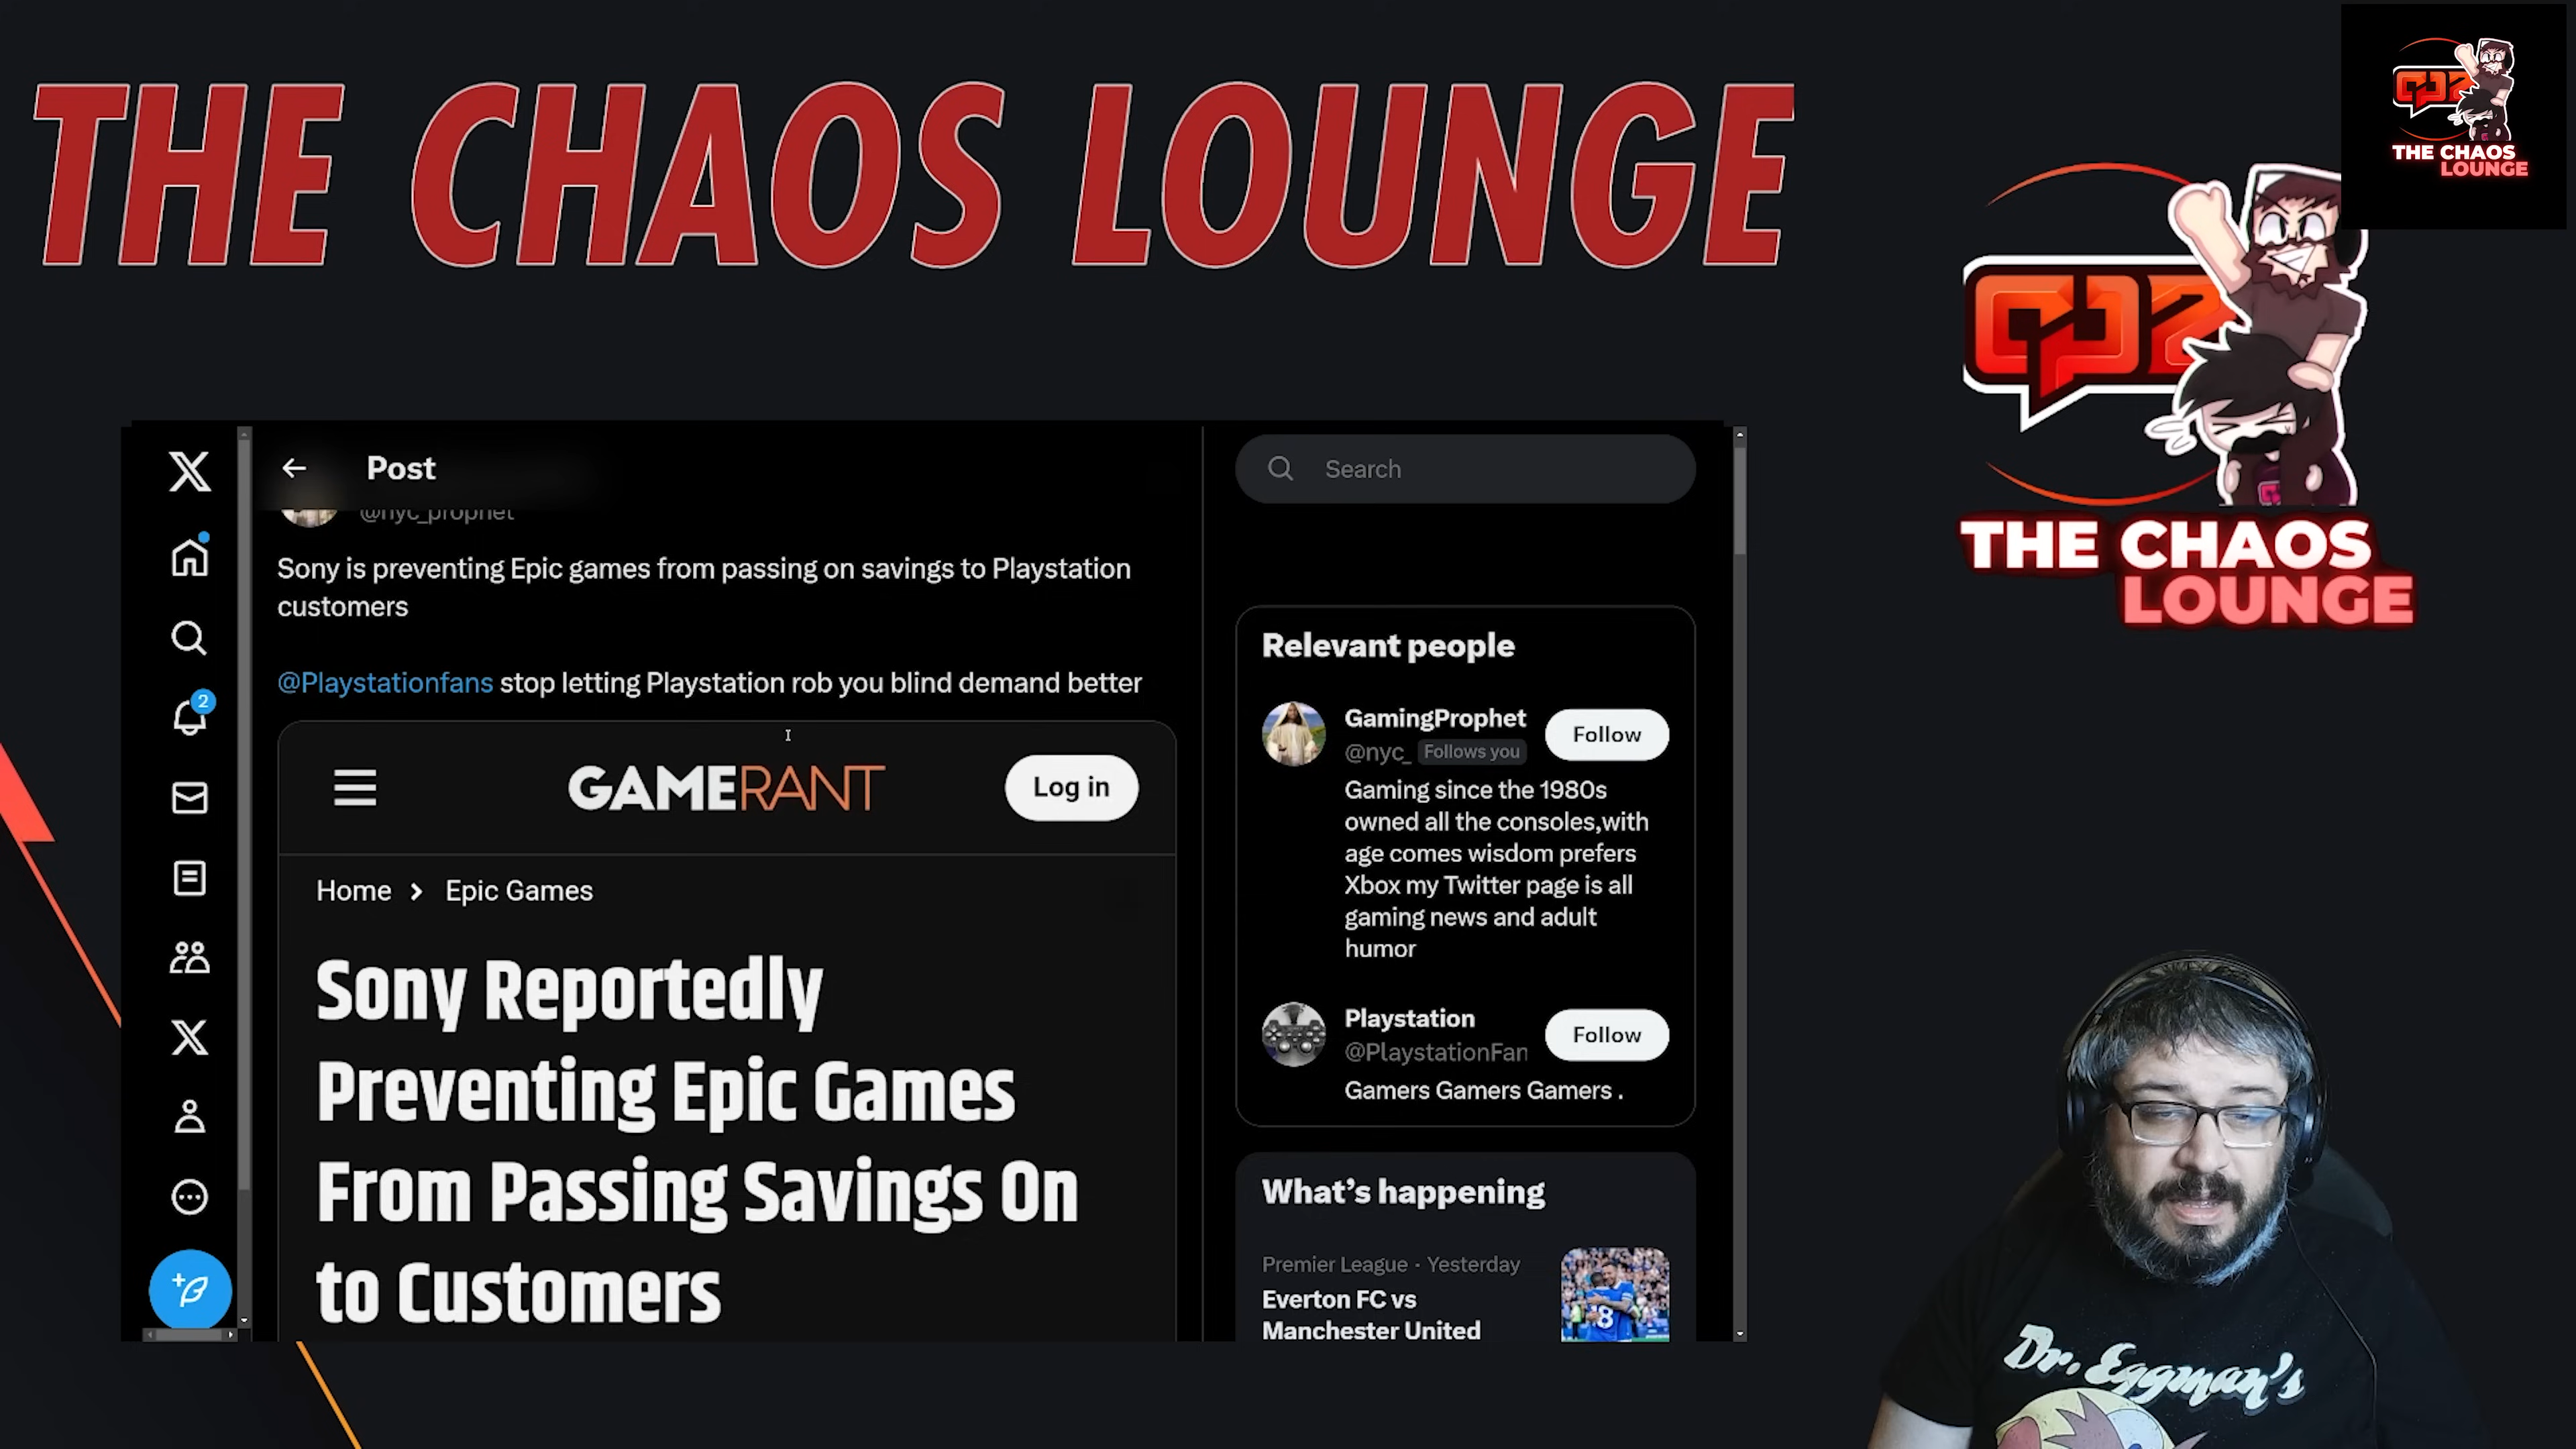 THE CHAOS LOUNGE
QJ2
THE CHAOS
LOUNGE
QJ2
THE CHAOS
LOUNGE
Post
@nyc_prophet
Sony is preventing Epic games from passing on savings to Playstation
customers
@Playstationfans stop letting Playstation rob you blind demand better
GAMERANT
Log in
Home > Epic Games
Sony Reportedly
Preventing Epic Games
From Passing Savings On
to Customers
2
Search
Relevant people
GamingProphet
@nyc_ Follows you
Follow
Gaming since the 1980s
owned all the consoles,with
age comes wisdom prefers
Xbox my Twitter page is all
gaming news and adult
humor
Playstation
@PlaystationFan
Follow
Gamers Gamers Gamers .
What's happening
Premier League · Yesterday
Everton FC vs
Manchester United
18
Dr. Eggman's